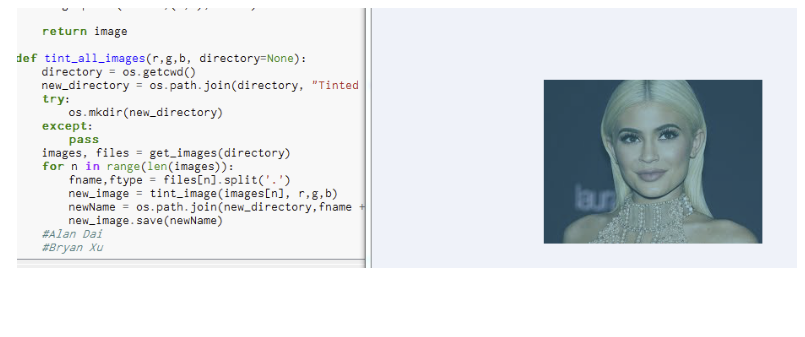 return image
def tint_all_images(r,g,b, directory=None):
directory = os.getcwd()
new_directory = os.path.join(directory, "Tinted
try:
os.mkdir(new_directory)
except:
pass
images, files = get_images(directory)
for n in range(len(images)):
fname,ftype = files[n].split('.')
new_image = tint_image(images[n], r,g,b)
newName = os.path.join(new_directory,fname +
new_image.save(newName)
#Alan Dai
#Bryan Xu
laur